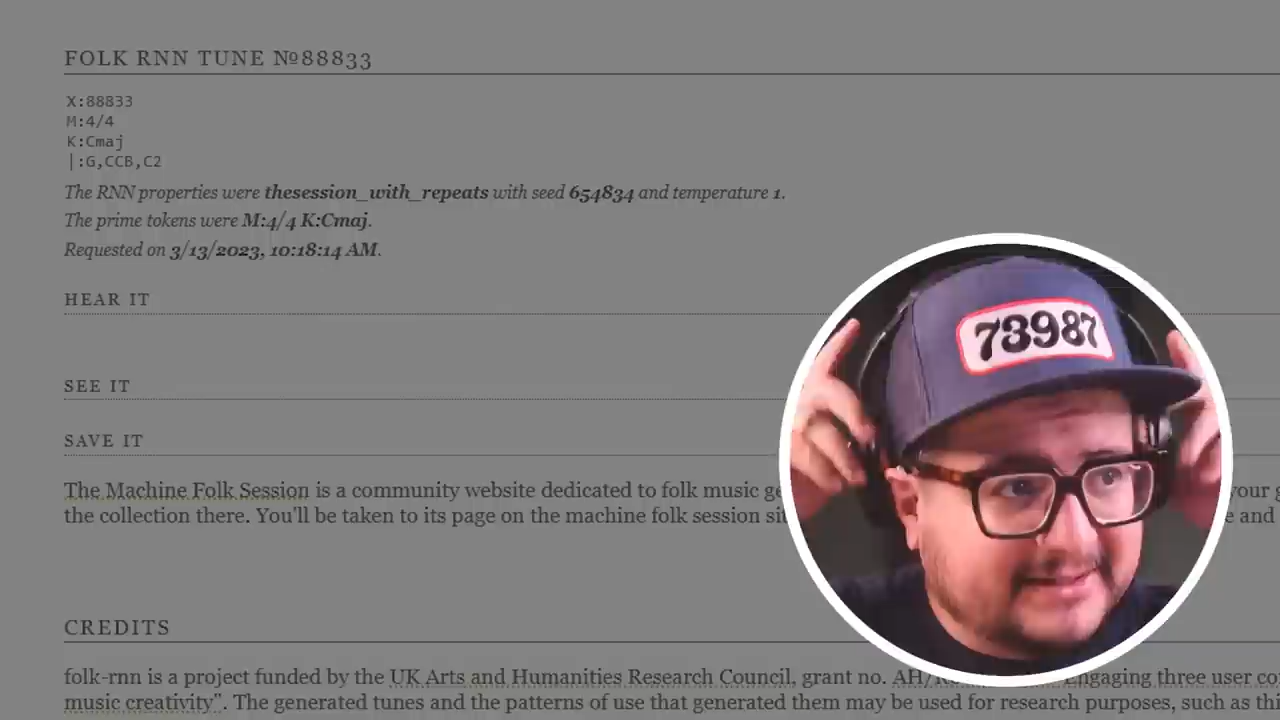 FOLK RNN TUNE №88833
X:88833
M:4/4
K:Cmaj
|:G,CCB,C2
The RNN properties were thesession_with_repeats with seed 654834 and temperature 1.
The prime tokens were M:4/4 K:Cmaj.
Requested on 3/13/2023, 10:18:14 AM.
HEAR IT
73987
SEE IT
SAVE IT
The Machine Folk Session is a community website dedicated to folk music your
the collection there. You'll be taken to its page on the machine folk session and
CREDITS
folk-rnn is a project funded by the UK Arts and Humanities Research Council, grant no. Engaging three user
music creativity". The generated tunes and the patterns of use that generated them may be used for research purposes, such as